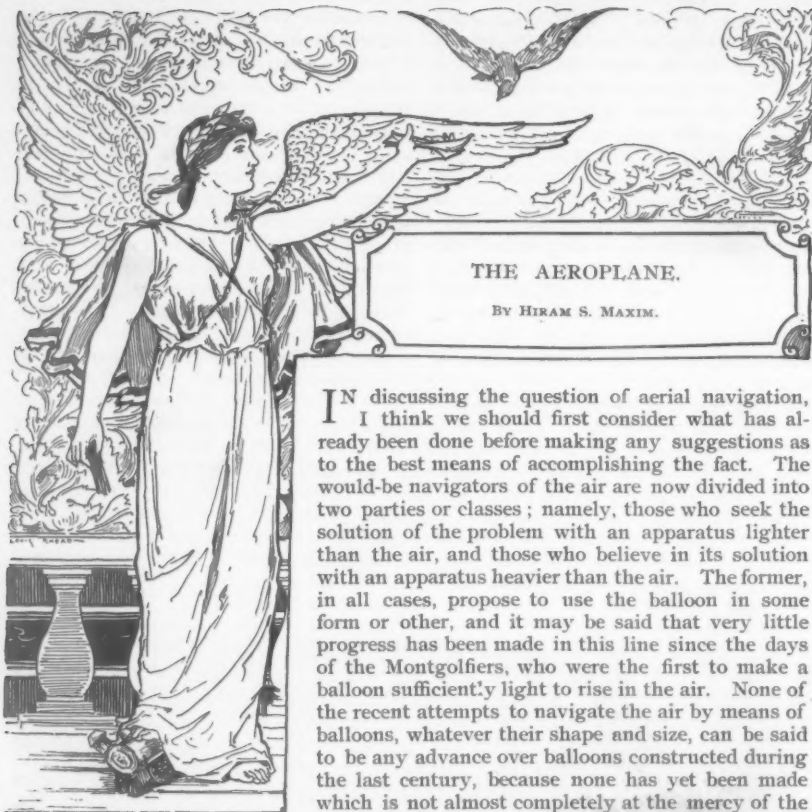 THE AEROPLANE.
BY HIRAM S. MAXIM.
IN discussing the question of aerial navigation,
I think we should first consider what has al-
ready been done before making any suggestions as
to the best means of accomplishing the fact. The
would-be navigators of the air are now divided into
two parties or classes ; namely, those who seek the
solution of the problem with an apparatus lighter
than the air, and those who believe in its solution
with an apparatus heavier than the air. The former,
in all cases, propose to use the balloon in some
form or other, and it may be said that very little
progress has been made in this line since the days
of the Montgolfiers, who were the first to make a
balloon sufficiently light to rise in the air. None of
the recent attempts to navigate the air by means of
balloons, whatever their shape and size, can be said
to be any advance over balloons constructed during
the last century, because none has yet been made
which is not almost completely at the mercy of the